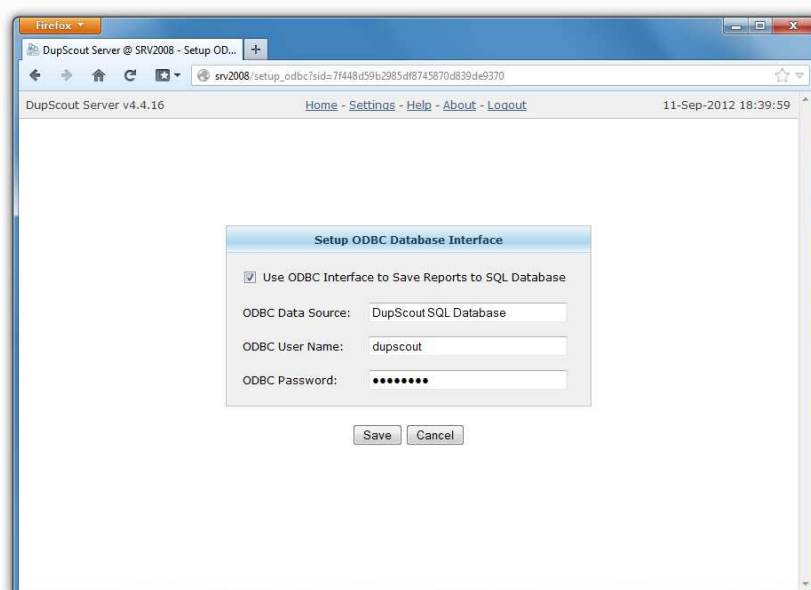 Firefox
DupScout Server @ SRV2008 - Setup OD...
srv2008/setup_odbc?sid=7f448d59b2985df8745870d839de9370
DupScout Server v4.4.16
Home - Settings - Help - About - Logout
11-Sep-2012 18:39:59
Setup ODBC Database Interface
Use ODBC Interface to Save Reports to SQL Database
ODBC Data Source: DupScout SQL Database
ODBC User Name: dupscout
ODBC Password: ••••••••
Save Cancel